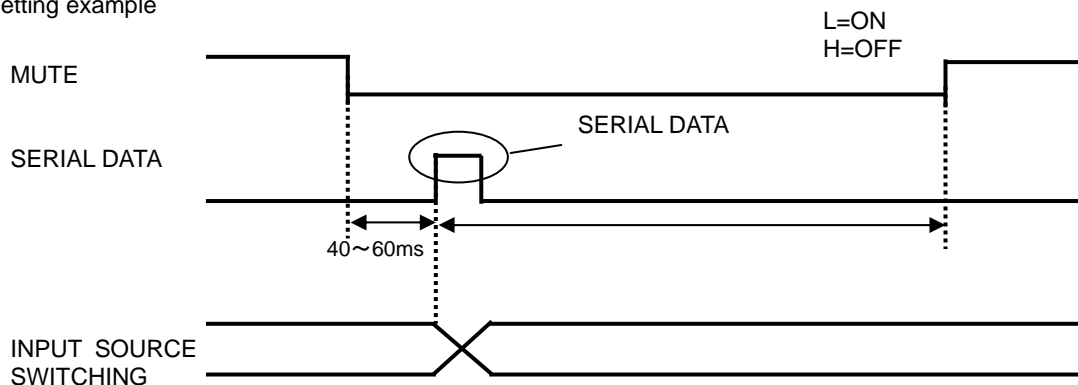 etting example
L=ON
H=OFF
MUTE
SERIAL DATA
SERIAL DATA
40～60ms
INPUT SOURCE
SWITCHING